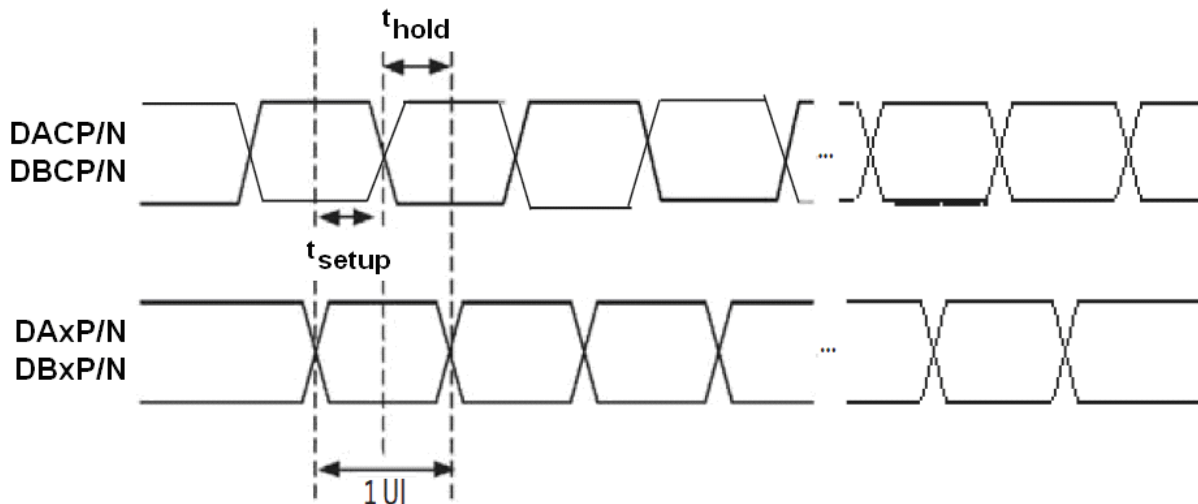 thold
DACP/N
DBCP/N
...
tsetup
DAxP/N
DBxP/N
...
1 UI